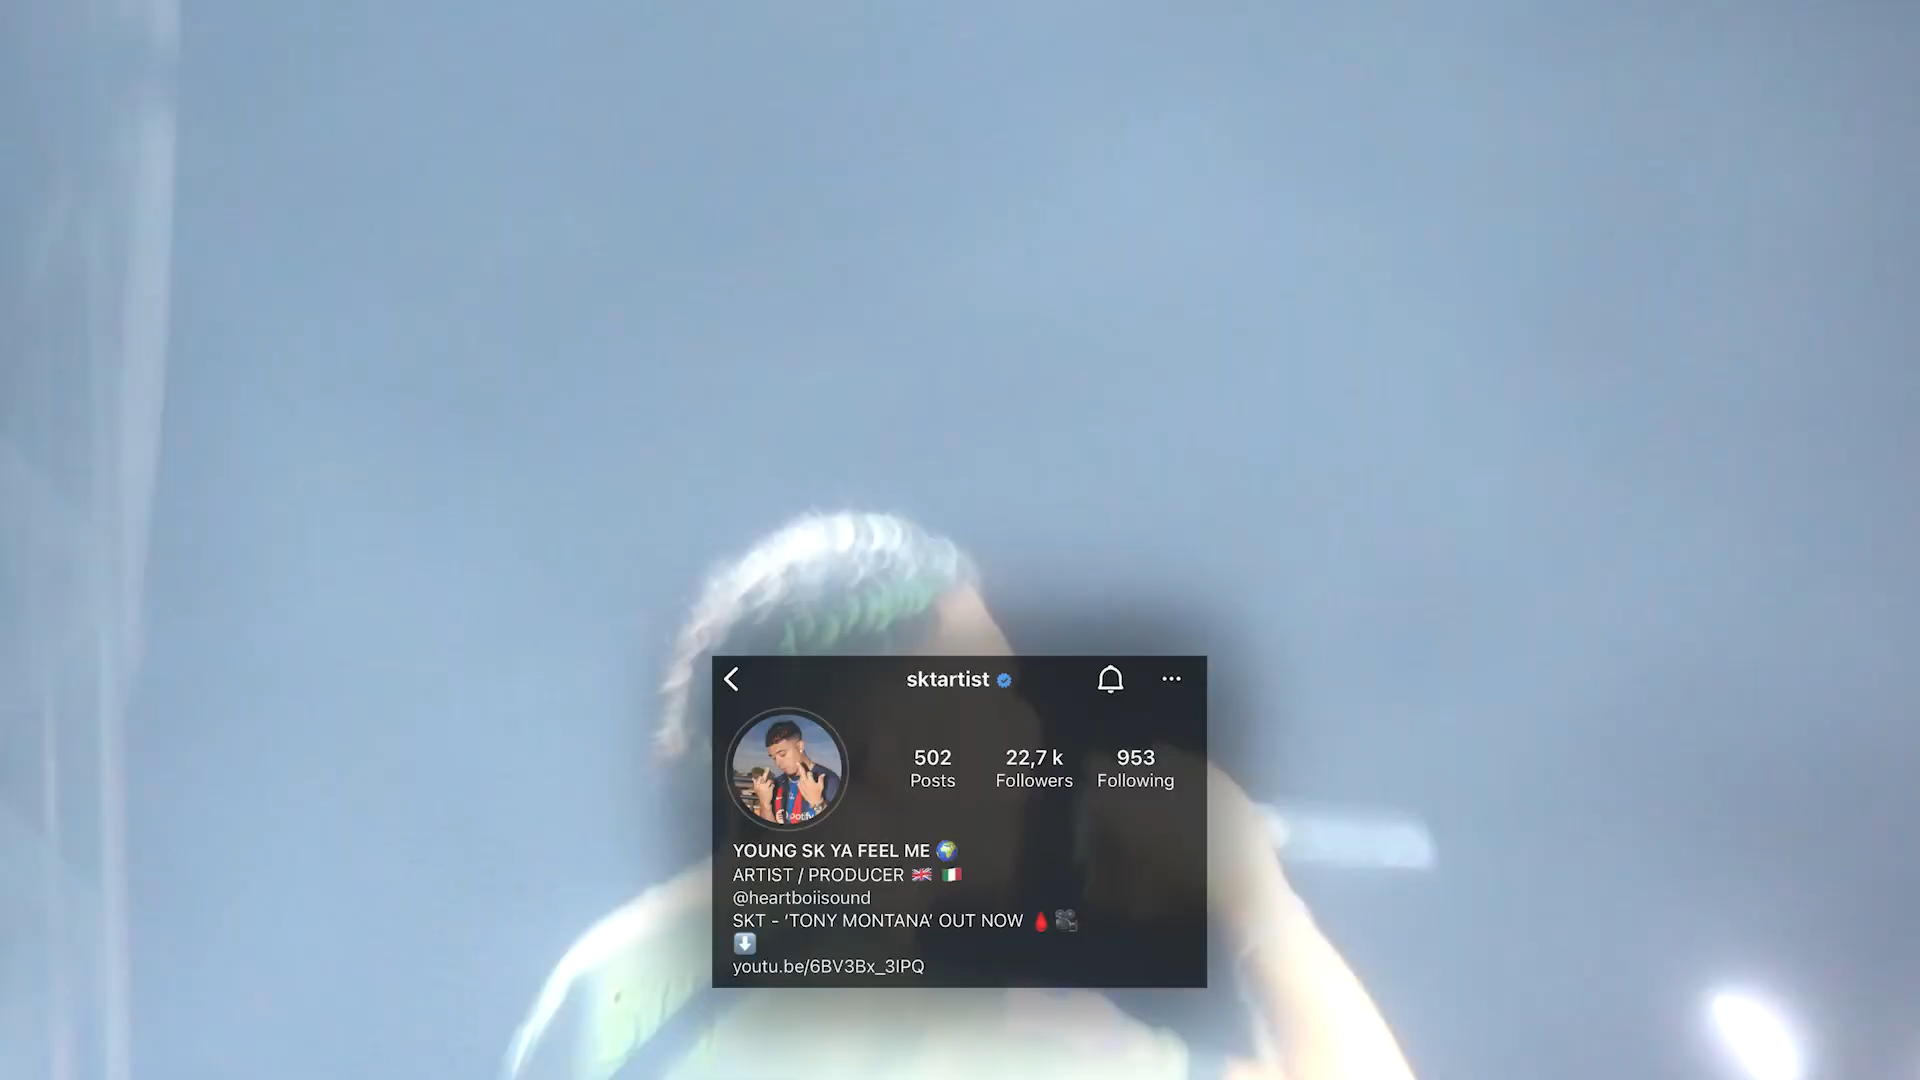 sktartist
502 22,7 k 953
Posts Followers Following
YOUNG SK YA FEEL ME 🌍
ARTIST / PRODUCER 🇬🇧 🇮🇹
@heartboiisound
SKT - ‘TONY MONTANA’ OUT NOW 🩸 🎥
⬇️
youtu.be/6BV3Bx_3IPQ